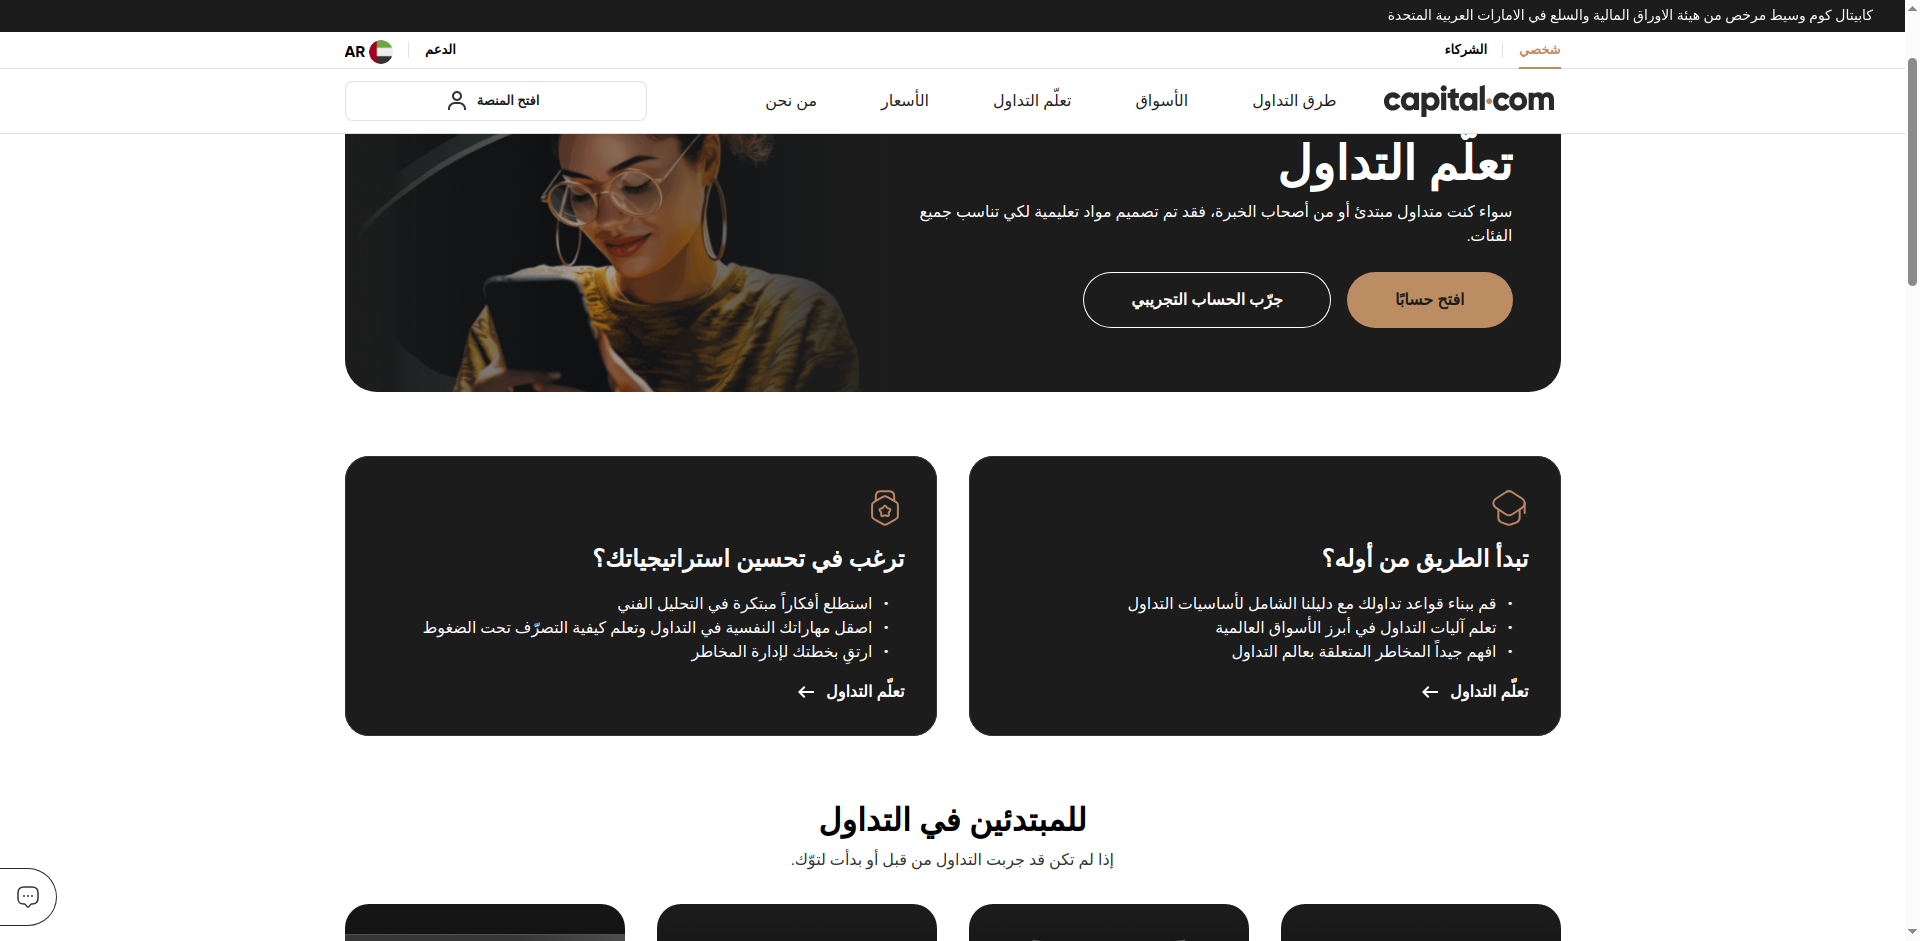 كابيتال كوم وسيط مرخص من هيئة الاوراق المالية والسلع في الامارات العربية المتحدة
شخصي
الشركاء
الدعم
AR
capital.com
طرق التداول
الأسواق
تعلّم التداول
الأسعار
من نحن
افتح المنصة
تعلّم التداول
سواء كنت متداول مبتدئ أو من أصحاب الخبرة، فقد تم تصميم مواد تعليمية لكي تناسب جميع
الفئات.
افتح حسابًا
جرّب الحساب التجريبي
تبدأ الطريق من أوله؟
• قم ببناء قواعد تداولك مع دليلنا الشامل لأساسيات التداول
• تعلم آليات التداول في أبرز الأسواق العالمية
• افهم جيداً المخاطر المتعلقة بعالم التداول
تعلّم التداول
ترغب في تحسين استراتيجياتك؟
• استطلع أفكاراً مبتكرة في التحليل الفني
• اصقل مهاراتك النفسية في التداول وتعلم كيفية التصرّف تحت الضغوط
• ارتقِ بخطتك لإدارة المخاطر
تعلّم التداول
للمبتدئين في التداول
إذا لم تكن قد جربت التداول من قبل أو بدأت لتوّك.